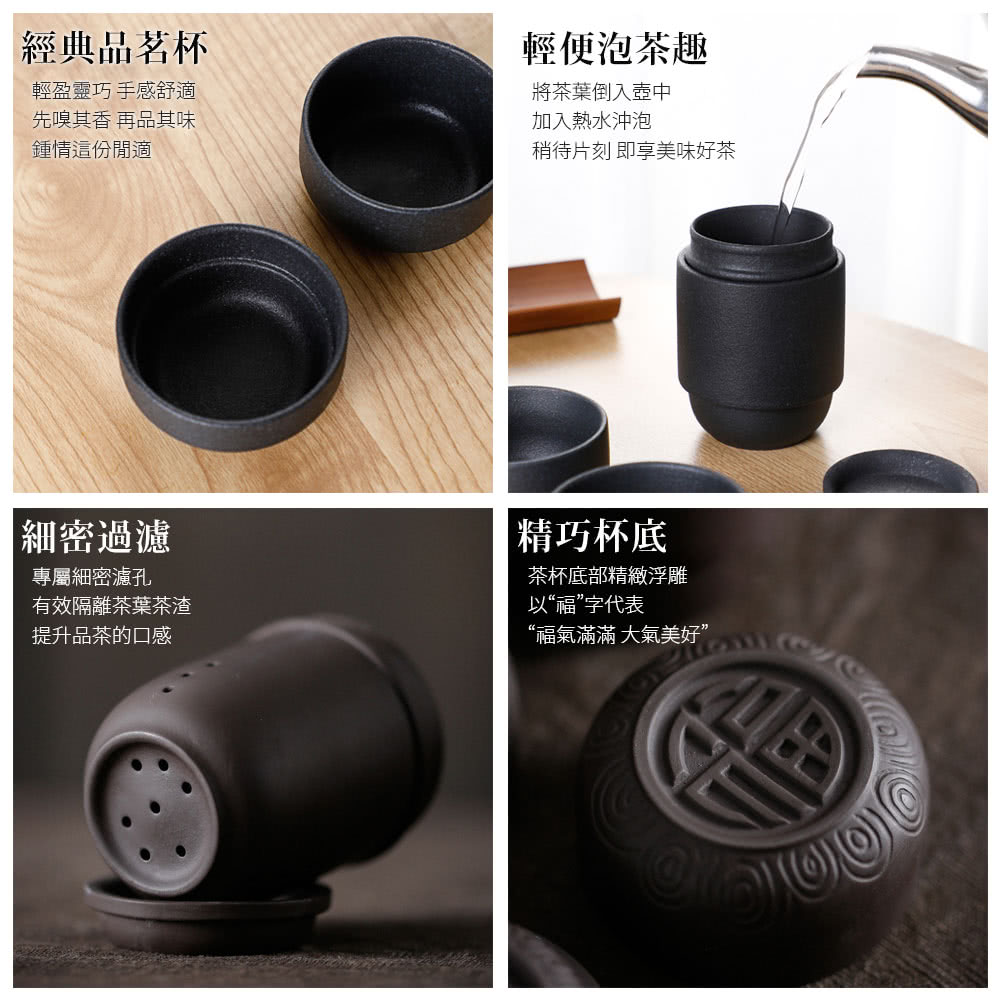 經典品茗杯
輕盈靈巧 手感舒適
先嗅其香 再品其味
鍾情這份閒適
輕便泡茶趣
將茶葉倒入壺中
加入熱水沖泡
稍待片刻 即享美味好茶
細密過濾
專屬細密濾孔
有效隔離茶葉茶渣
提升品茶的口感
精巧杯底
茶杯底部精緻浮雕
以“福”字代表
“福氣滿滿 大氣美好”
福